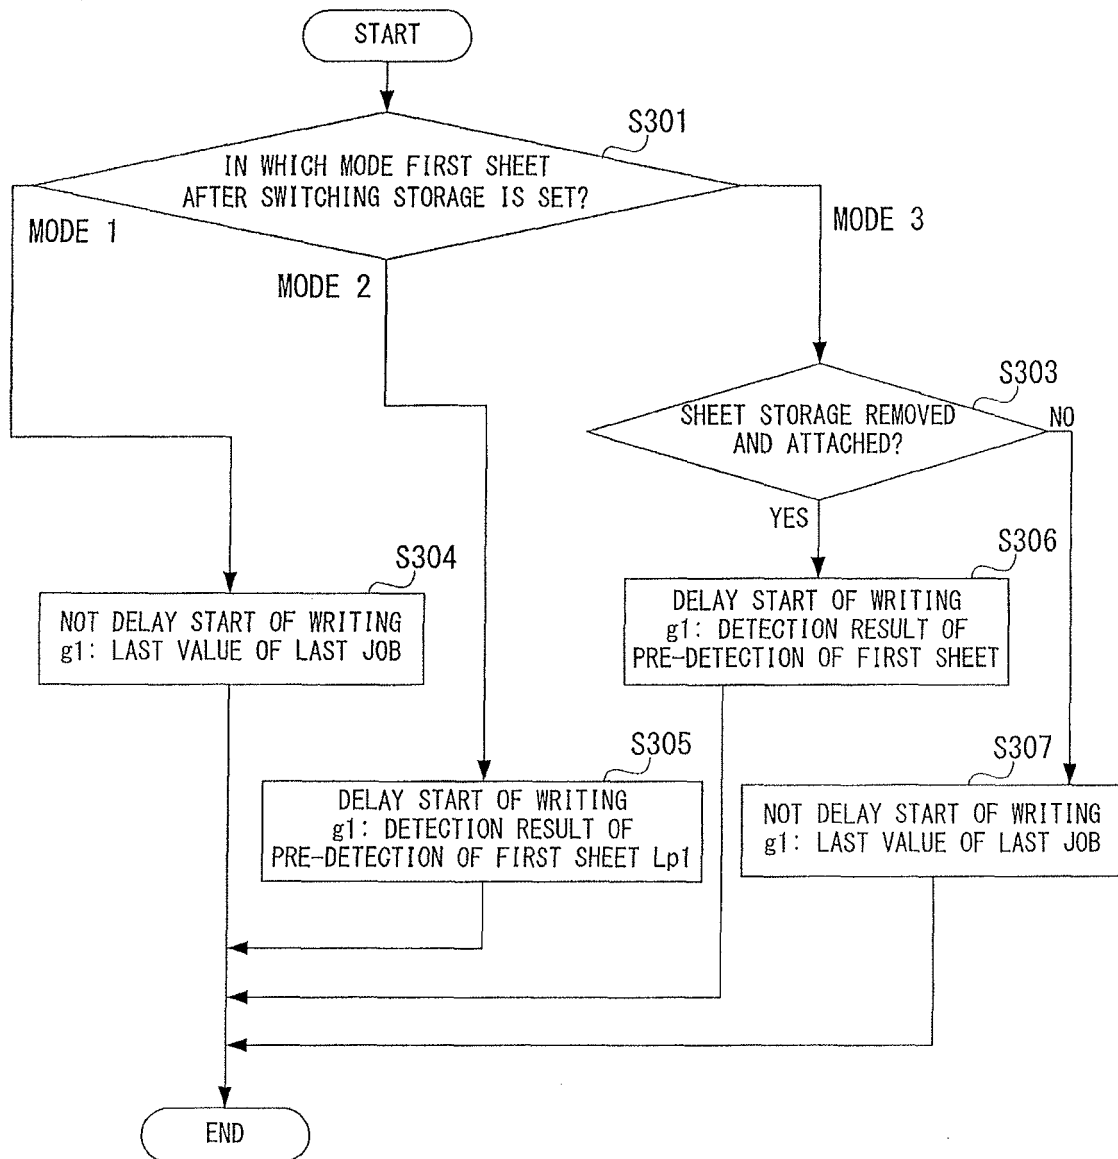 START
S301
IN WHICH MODE FIRST SHEET
AFTER SWITCHING STORAGE IS SET?
MODE 1
MODE 2
MODE 3
S303
SHEET STORAGE REMOVED
AND ATTACHED?
NO
YES
S304
NOT DELAY START OF WRITING
g1: LAST VALUE OF LAST JOB
S306
DELAY START OF WRITING
g1: DETECTION RESULT OF
PRE-DETECTION OF FIRST SHEET
S305
DELAY START OF WRITING
g1: DETECTION RESULT OF
PRE-DETECTION OF FIRST SHEET Lp1
S307
NOT DELAY START OF WRITING
g1: LAST VALUE OF LAST JOB
END